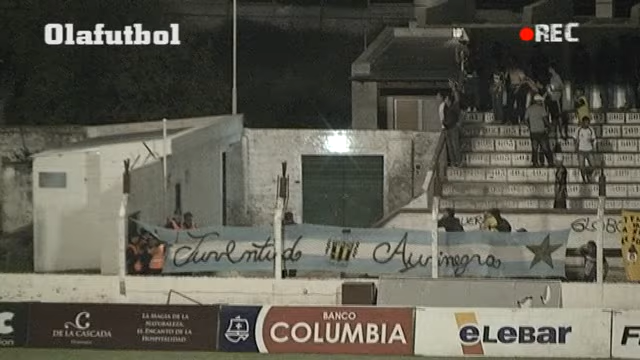 Olafutbol
REC
Juventud Aurinegra
DE LA CASCADA
LA MAGIA DE LA
NATURALEZA,
EL ENCANTO DE LA
HOSPITALIDAD
BANCO
COLUMBIA
eLEBAR